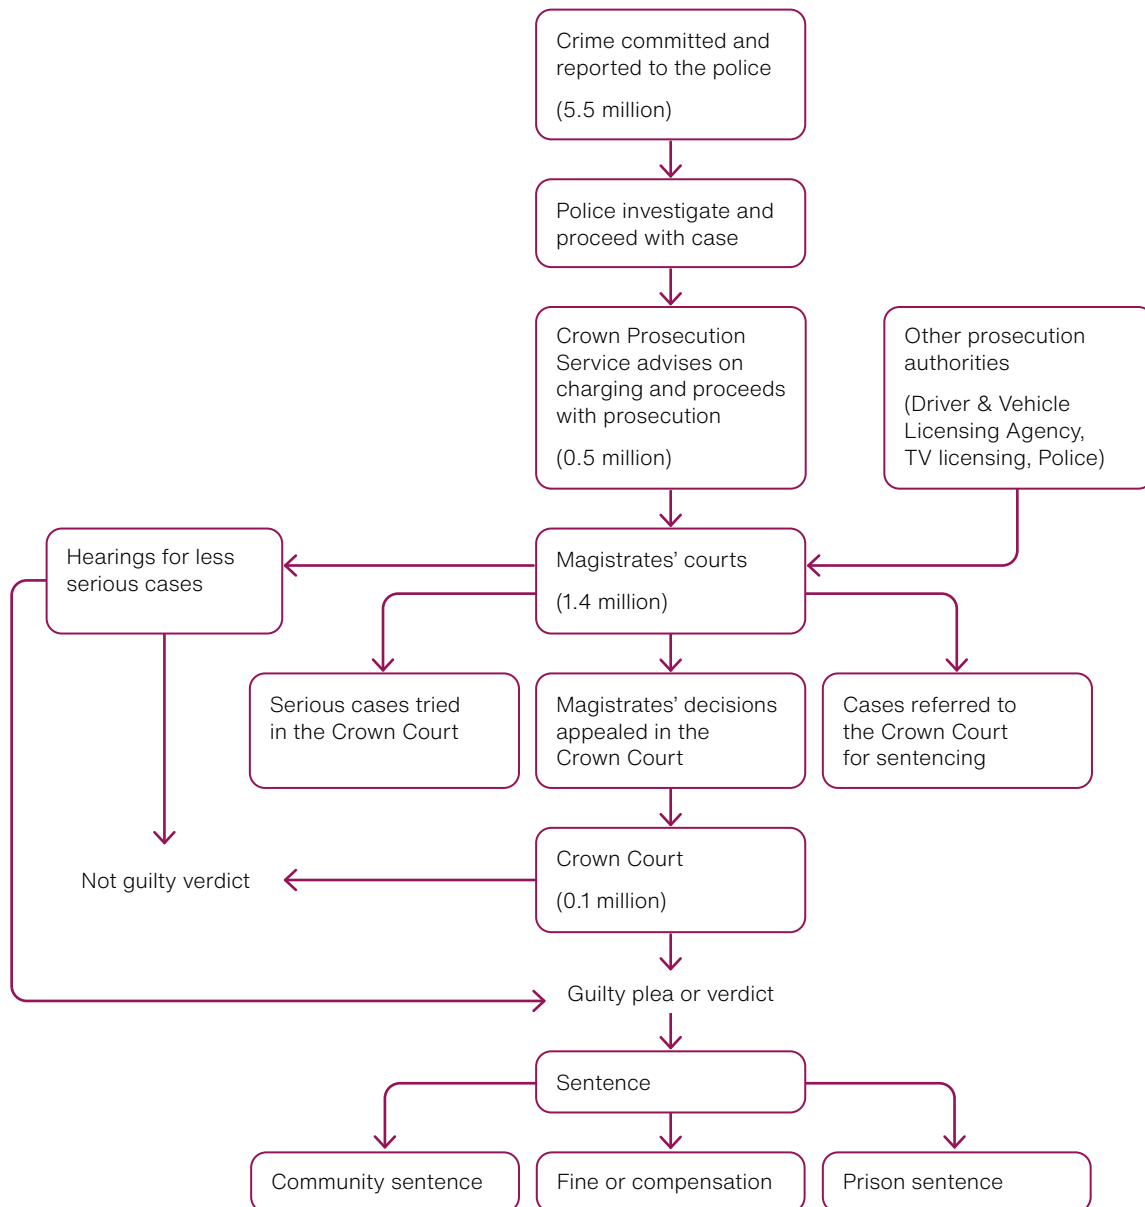 Crime committed and
reported to the police
(5.5 million)
Police investigate and
proceed with case
Crown Prosecution
Service advises on
charging and proceeds
with prosecution
(0.5 million)
Other prosecution
authorities
(Driver & Vehicle
Licensing Agency,
TV licensing, Police)
Hearings for less
serious cases
Magistrates’ courts
(1.4 million)
Serious cases tried
in the Crown Court
Magistrates’ decisions
appealed in the
Crown Court
Cases referred to
the Crown Court
for sentencing
Not guilty verdict
Crown Court
(0.1 million)
Guilty plea or verdict
Sentence
Community sentence
Fine or compensation
Prison sentence